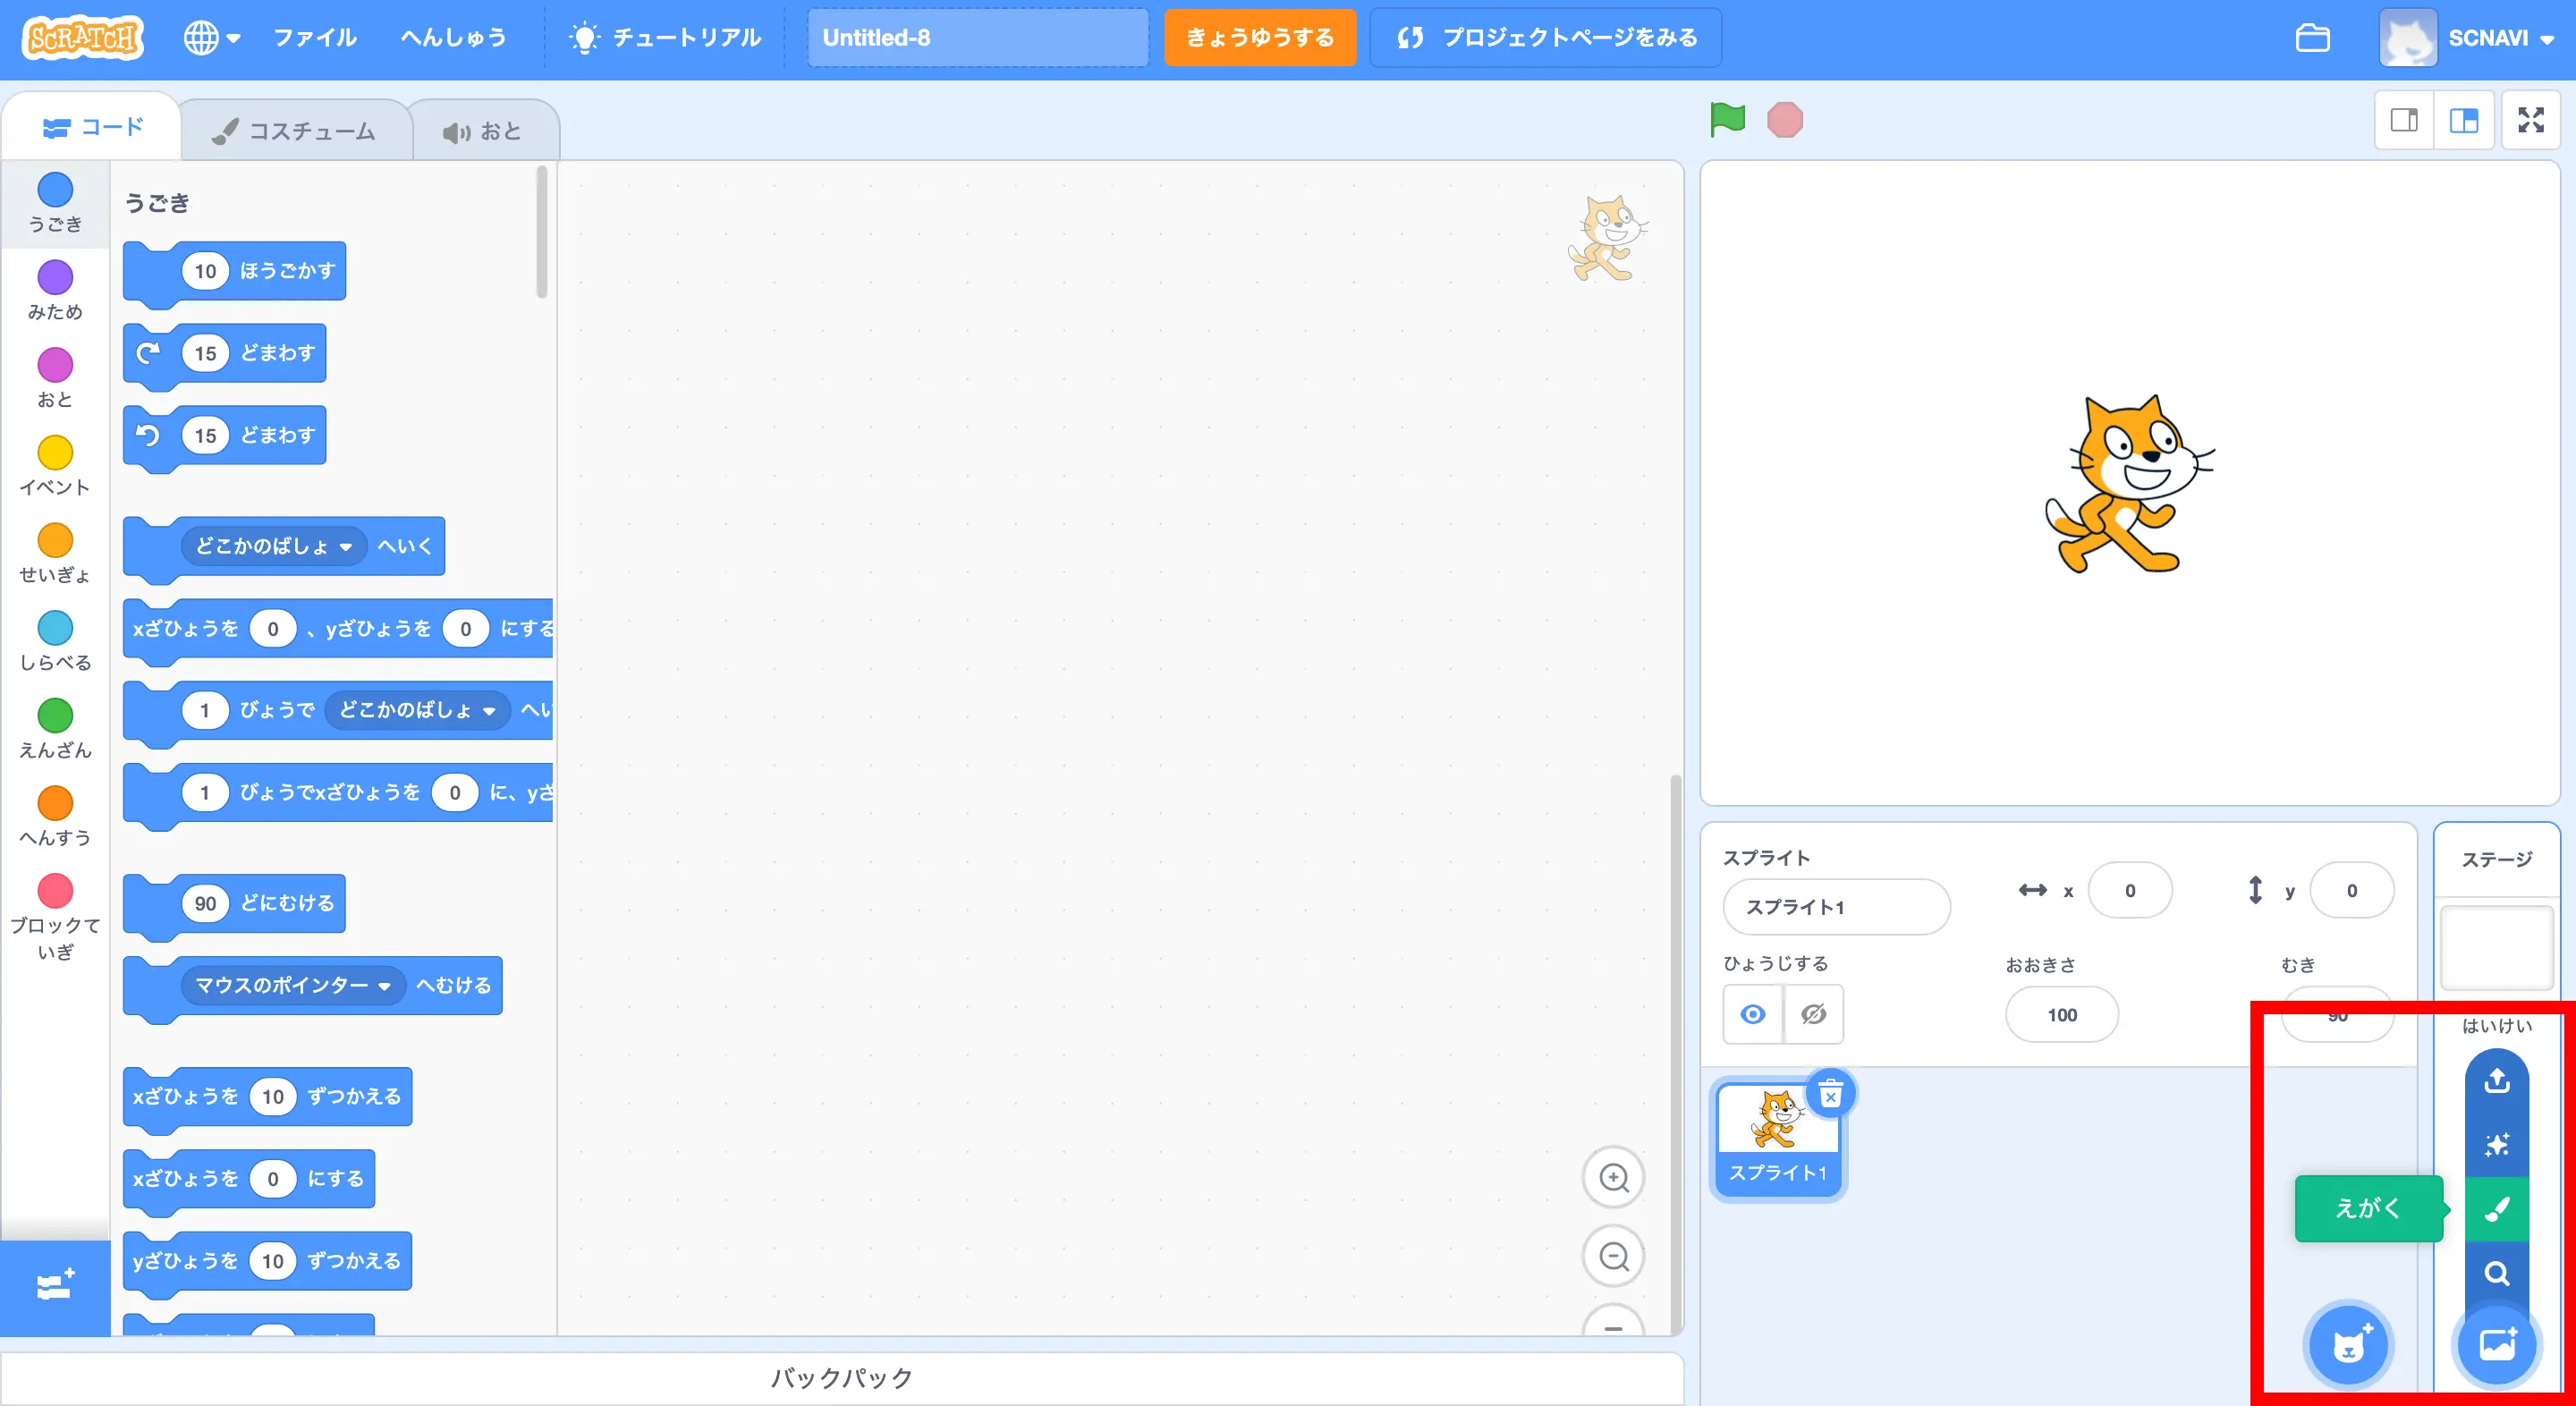 SCRATCH
ファイル
へんしゅう
チュートリアル
Untitled-8
きょうゆうする
プロジェクトページをみる
SCNAVI
コード
コスチューム
おと
うごき
みため
おと
イベント
せいぎょ
しらべる
えんざん
へんすう
ブロックて
いぎ
うごき
10 ほうごかす
15 どまわす
15 どまわす
どこかのばしょ へいく
xざひょうを 0 、yざひょうを 0 にする
1 びょうで どこかのばしょ へい
1 びょうでxざひょうを 0 に、yざ
90 どにむける
マウスのポインター へむける
xざひょうを 10 ずつかえる
xざひょうを 0 にする
yざひょうを 10 ずつかえる
バックパック
スプライト
スプライト1
x 0
y 0
ひょうじする
おおきさ
100
むき
90
スプライト1
ステージ
はいけい
えがく